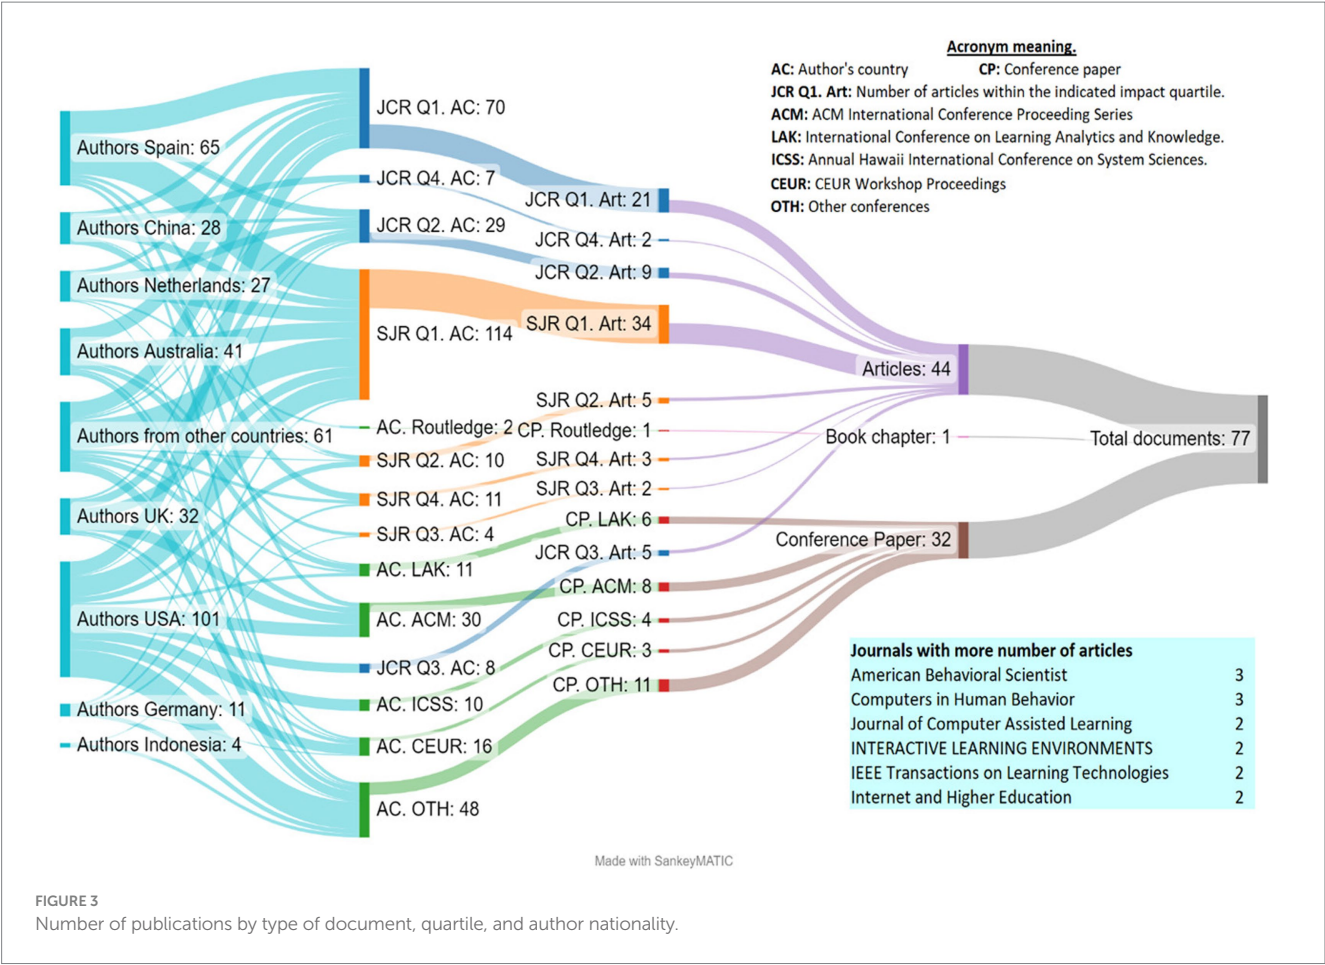 Acronym meaning.
AC: Author's country CP: Conference paper
JCR Q1. Art: Number of articles within the indicated impact quartile.
ACM: ACM International Conference Proceeding Series
LAK: International Conference on Learning Analytics and Knowledge.
ICSS: Annual Hawaii International Conference on System Sciences.
CEUR: CEUR Workshop Proceedings
OTH: Other conferences
Authors Spain: 65
Authors China: 28
Authors Netherlands: 27
Authors Australia: 41
Authors from other countries: 61
Authors UK: 32
Authors USA: 101
Authors Germany: 11
Authors Indonesia: 4
JCR Q1. AC: 70
JCR Q4. AC: 7
JCR Q2. AC: 29
SJR Q1. AC: 114
AC. Routledge: 2
SJR Q2. AC: 10
SJR Q4. AC: 11
SJR Q3. AC: 4
AC. LAK: 11
AC. ACM: 30
JCR Q3. AC: 8
AC. ICSS: 10
AC. CEUR: 16
AC. OTH: 48
JCR Q1. Art: 21
JCR Q4. Art: 2
JCR Q2. Art: 9
SJR Q1. Art: 34
SJR Q2. Art: 5
CP. Routledge: 1
SJR Q4. Art: 3
SJR Q3. Art: 2
CP. LAK: 6
JCR Q3. Art: 5
CP. ACM: 8
CP. ICSS: 4
CP. CEUR: 3
CP. OTH: 11
Articles: 44
Book chapter: 1
Conference Paper: 32
Total documents: 77
Journals with more number of articles
American Behavioral Scientist 3
Computers in Human Behavior 3
Journal of Computer Assisted Learning 2
INTERACTIVE LEARNING ENVIRONMENTS 2
IEEE Transactions on Learning Technologies 2
Internet and Higher Education 2
Made with SankeyMATIC
FIGURE 3
Number of publications by type of document, quartile, and author nationality.